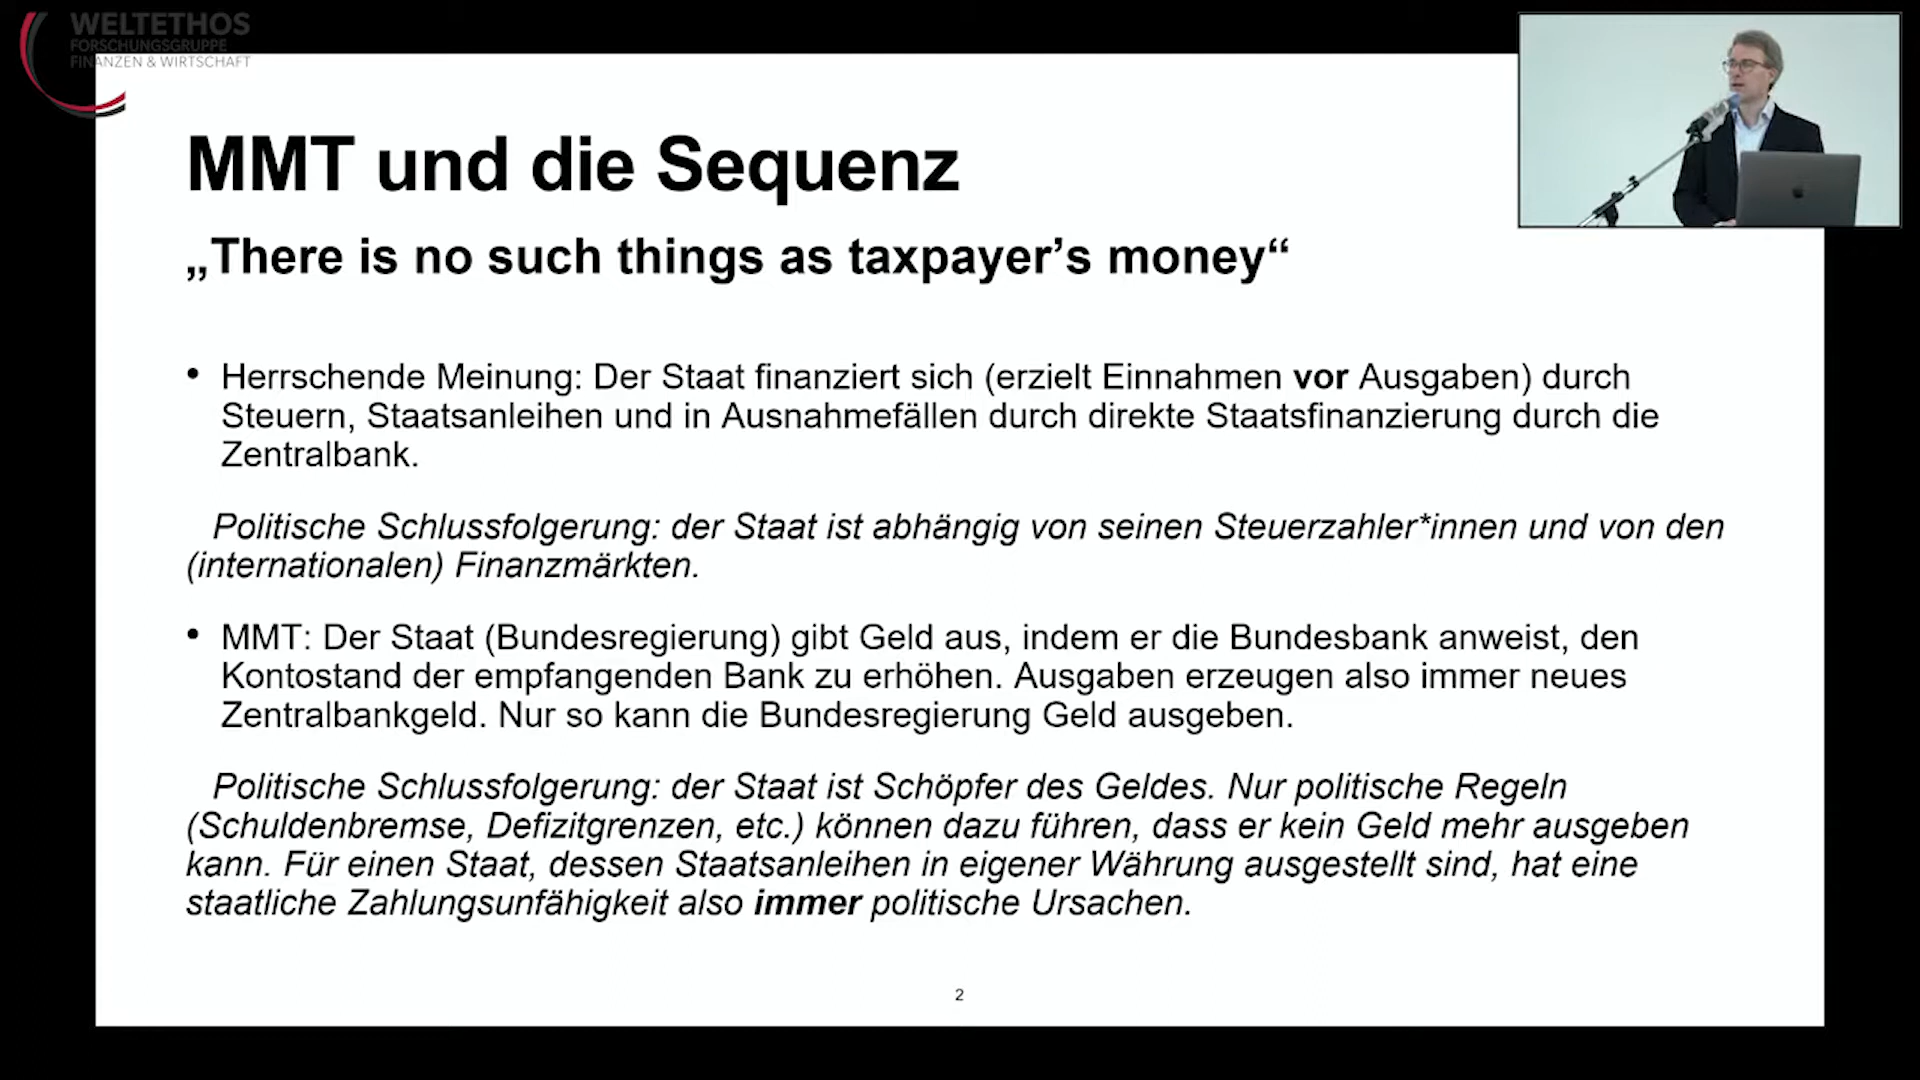 WELTETHOS
FORSCHUNGSGRUPPE
FINANZEN & WIRTSCHAFT
MMT und die Sequenz
„There is no such things as taxpayer’s money“
• Herrschende Meinung: Der Staat finanziert sich (erzielt Einnahmen vor Ausgaben) durch
Steuern, Staatsanleihen und in Ausnahmefällen durch direkte Staatsfinanzierung durch die
Zentralbank.
Politische Schlussfolgerung: der Staat ist abhängig von seinen Steuerzahler*innen und von den
(internationalen) Finanzmärkten.
• MMT: Der Staat (Bundesregierung) gibt Geld aus, indem er die Bundesbank anweist, den
Kontostand der empfangenden Bank zu erhöhen. Ausgaben erzeugen also immer neues
Zentralbankgeld. Nur so kann die Bundesregierung Geld ausgeben.
Politische Schlussfolgerung: der Staat ist Schöpfer des Geldes. Nur politische Regeln
(Schuldenbremse, Defizitgrenzen, etc.) können dazu führen, dass er kein Geld mehr ausgeben
kann. Für einen Staat, dessen Staatsanleihen in eigener Währung ausgestellt sind, hat eine
staatliche Zahlungsunfähigkeit also immer politische Ursachen.
2